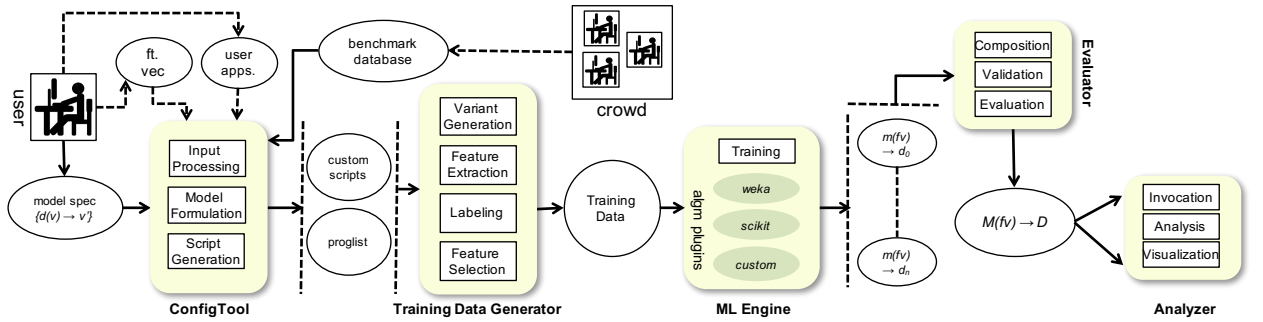 user
ft.
vec
user
apps.
benchmark
database
crowd
model spec
{d(v) → v'}
Input
Processing
Model
Formulation
Script
Generation
ConfigTool
custom
scripts
proglist
Variant
Generation
Feature
Extraction
Labeling
Feature
Selection
Training Data Generator
Training
Data
Training
weka
scikit
custom
algm plugins
ML Engine
m(fv)
→ d0
m(fv)
→ dn
Composition
Validation
Evaluation
Evaluator
M(fv) → D
Invocation
Analysis
Visualization
Analyzer